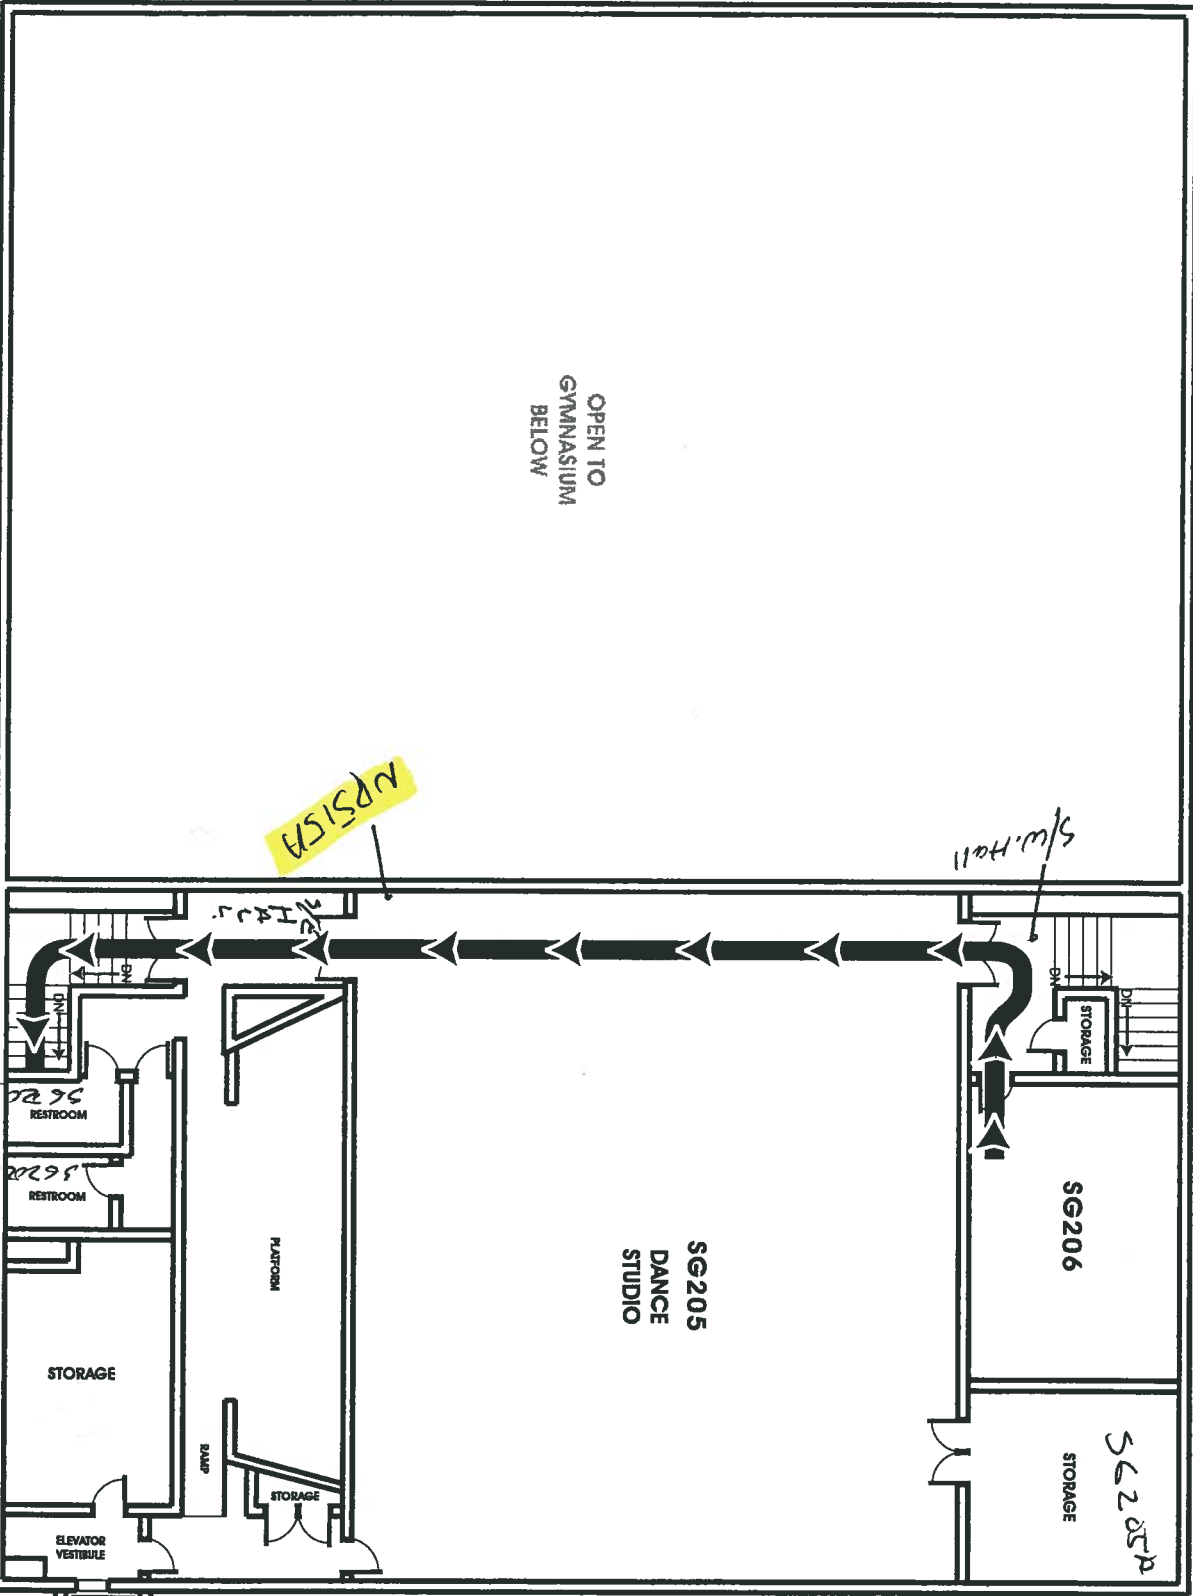 OPEN TO
GYMNASIUM
BELOW
S/W. Hall
S/E
HALL
DN
DN
DN
DN
STORAGE
RESTROOM
RESTROOM
SG206
PLATFORM
SG205
DANCE
STUDIO
STORAGE
RAMP
STORAGE
STORAGE
SG205A
ELEVATOR
VESTIBULE